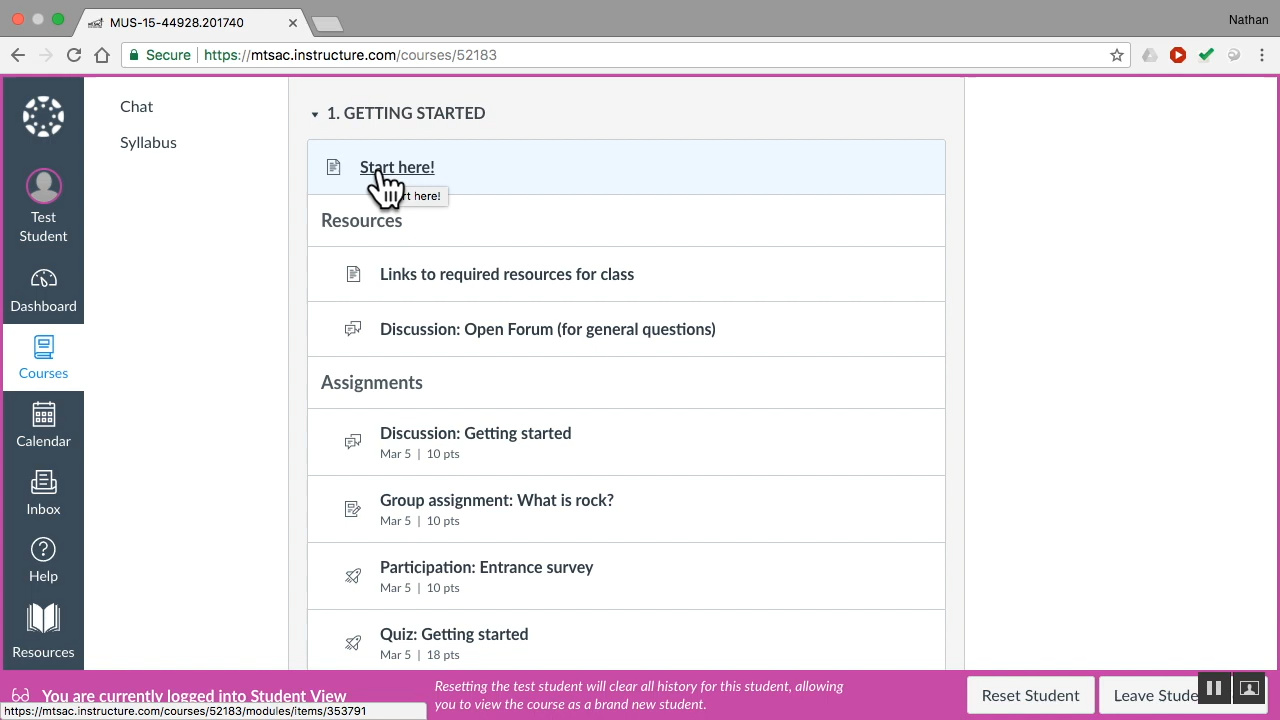 MUS-15-44928.201740
Nathan
Secure https://mtsac.instructure.com/courses/52183
Chat
Syllabus
Test
Student
Dashboard
Courses
Calendar
Inbox
Help
Resources
1. GETTING STARTED
Start here!
rt here!
Resources
Links to required resources for class
Discussion: Open Forum (for general questions)
Assignments
Discussion: Getting started
Mar 5 | 10 pts
Group assignment: What is rock?
Mar 5 | 10 pts
Participation: Entrance survey
Mar 5 | 10 pts
Quiz: Getting started
Mar 5 | 18 pts
You are currently logged into Student View
Resetting the test student will clear all history for this student, allowing
you to view the course as a brand new student.
Reset Student
Leave Stude
https://mtsac.instructure.com/courses/52183/modules/items/353791